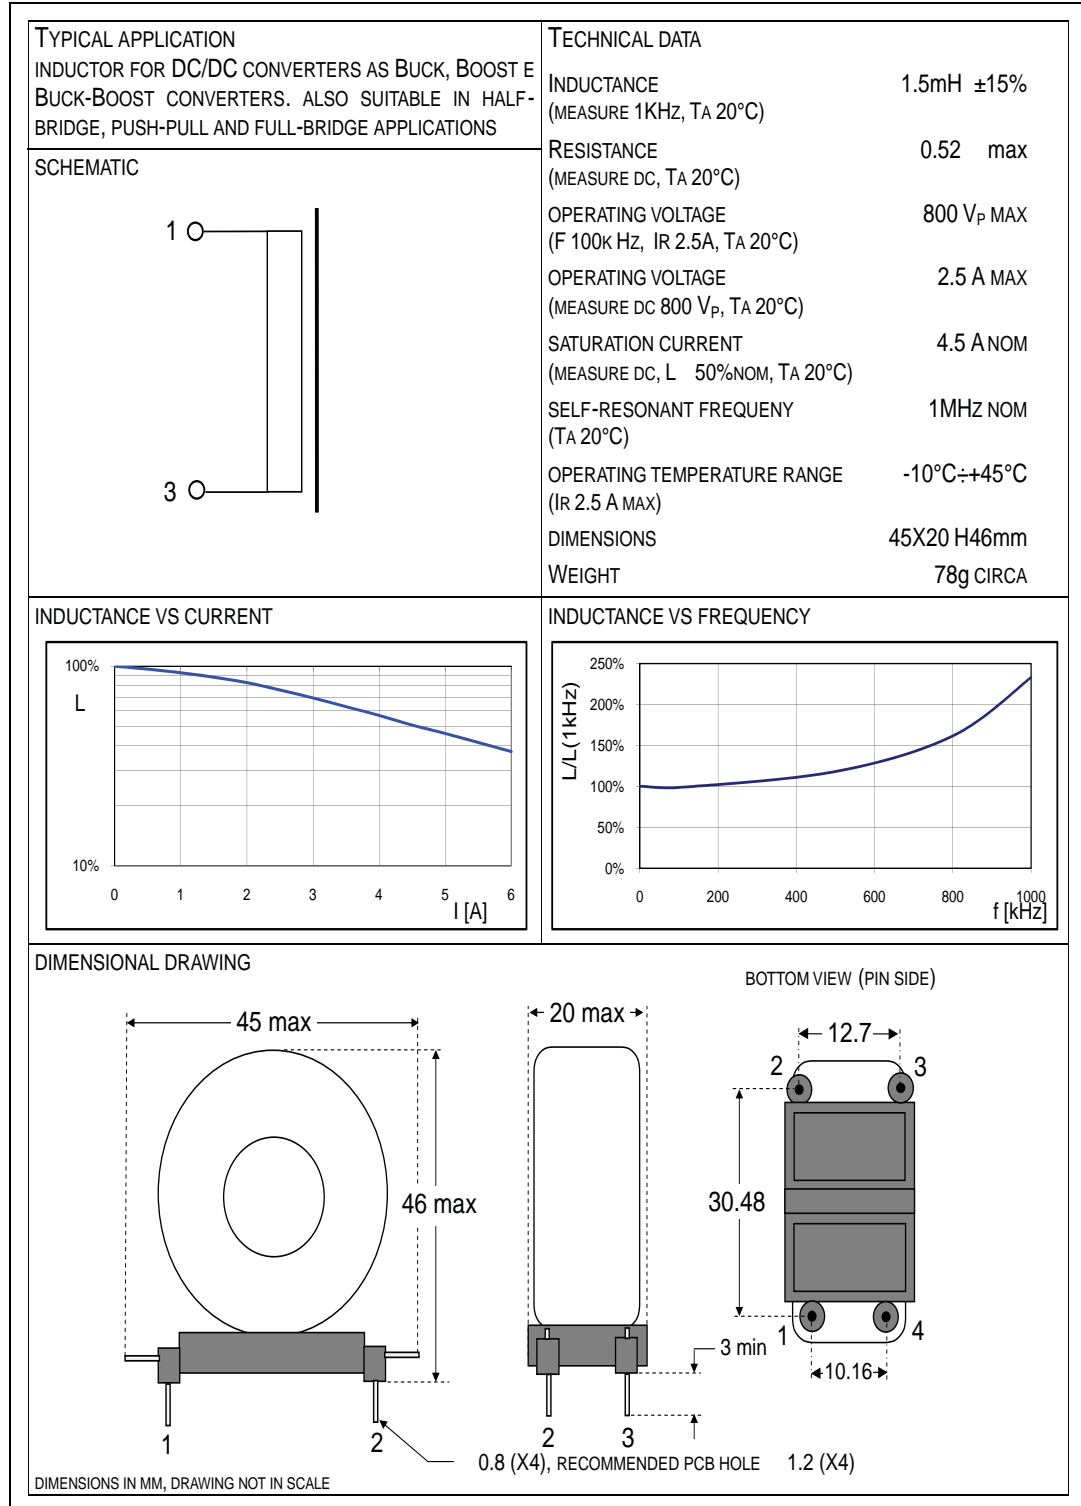 TYPICAL APPLICATION
INDUCTOR FOR DC/DC CONVERTERS AS BUCK, BOOST E
BUCK-BOOST CONVERTERS. ALSO SUITABLE IN HALF-
BRIDGE, PUSH-PULL AND FULL-BRIDGE APPLICATIONS
SCHEMATIC
1
3
TECHNICAL DATA
INDUCTANCE 1.5mH ±15%
(MEASURE 1KHZ, TA 20°C)
RESISTANCE 0.52 max
(MEASURE DC, TA 20°C)
OPERATING VOLTAGE 800 VP MAX
(F 100K HZ, IR 2.5A, TA 20°C)
OPERATING VOLTAGE 2.5 A MAX
(MEASURE DC 800 VP, TA 20°C)
SATURATION CURRENT 4.5 A NOM
(MEASURE DC, L 50%NOM, TA 20°C)
SELF-RESONANT FREQUENY 1MHZ NOM
(TA 20°C)
OPERATING TEMPERATURE RANGE -10°C÷+45°C
(IR 2.5 A MAX)
DIMENSIONS 45X20 H46mm
WEIGHT 78g CIRCA
INDUCTANCE VS CURRENT
100%
L
10%
0 1 2 3 4 5 6
I [A]
INDUCTANCE VS FREQUENCY
L/L(1kHz)
250%
200%
150%
100%
50%
0%
0 200 400 600 800 1000
f [kHz]
DIMENSIONAL DRAWING
BOTTOM VIEW (PIN SIDE)
45 max
20 max
12.7
2 3
46 max
30.48
3 min
1 4
10.16
1 2
2 3
0.8 (X4), RECOMMENDED PCB HOLE 1.2 (X4)
DIMENSIONS IN MM, DRAWING NOT IN SCALE